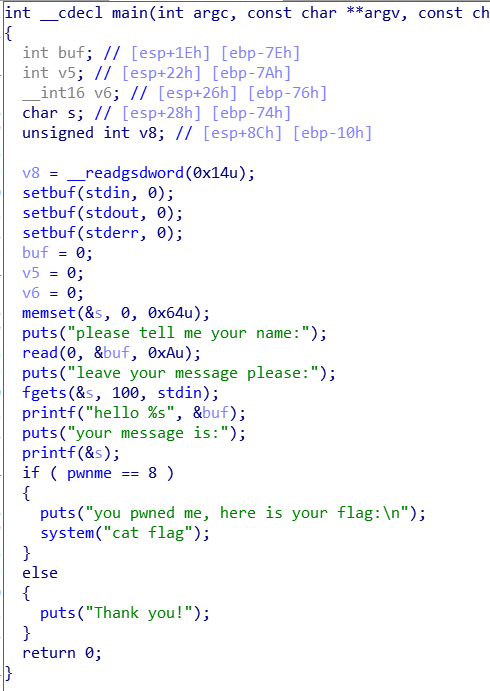 int __cdecl main(int argc, const char **argv, const ch
{
  int buf; // [esp+1Eh] [ebp-7Eh]
  int v5; // [esp+22h] [ebp-7Ah]
  __int16 v6; // [esp+26h] [ebp-76h]
  char s; // [esp+28h] [ebp-74h]
  unsigned int v8; // [esp+8Ch] [ebp-10h]

  v8 = __readgsdword(0x14u);
  setbuf(stdin, 0);
  setbuf(stdout, 0);
  setbuf(stderr, 0);
  buf = 0;
  v5 = 0;
  v6 = 0;
  memset(&s, 0, 0x64u);
  puts("please tell me your name:");
  read(0, &buf, 0xAu);
  puts("leave your message please:");
  fgets(&s, 100, stdin);
  printf("hello %s", &buf);
  puts("your message is:");
  printf(&s);
  if ( pwnme == 8 )
  {
    puts("you pwned me, here is your flag:\n");
    system("cat flag");
  }
  else
  {
    puts("Thank you!");
  }
  return 0;
}